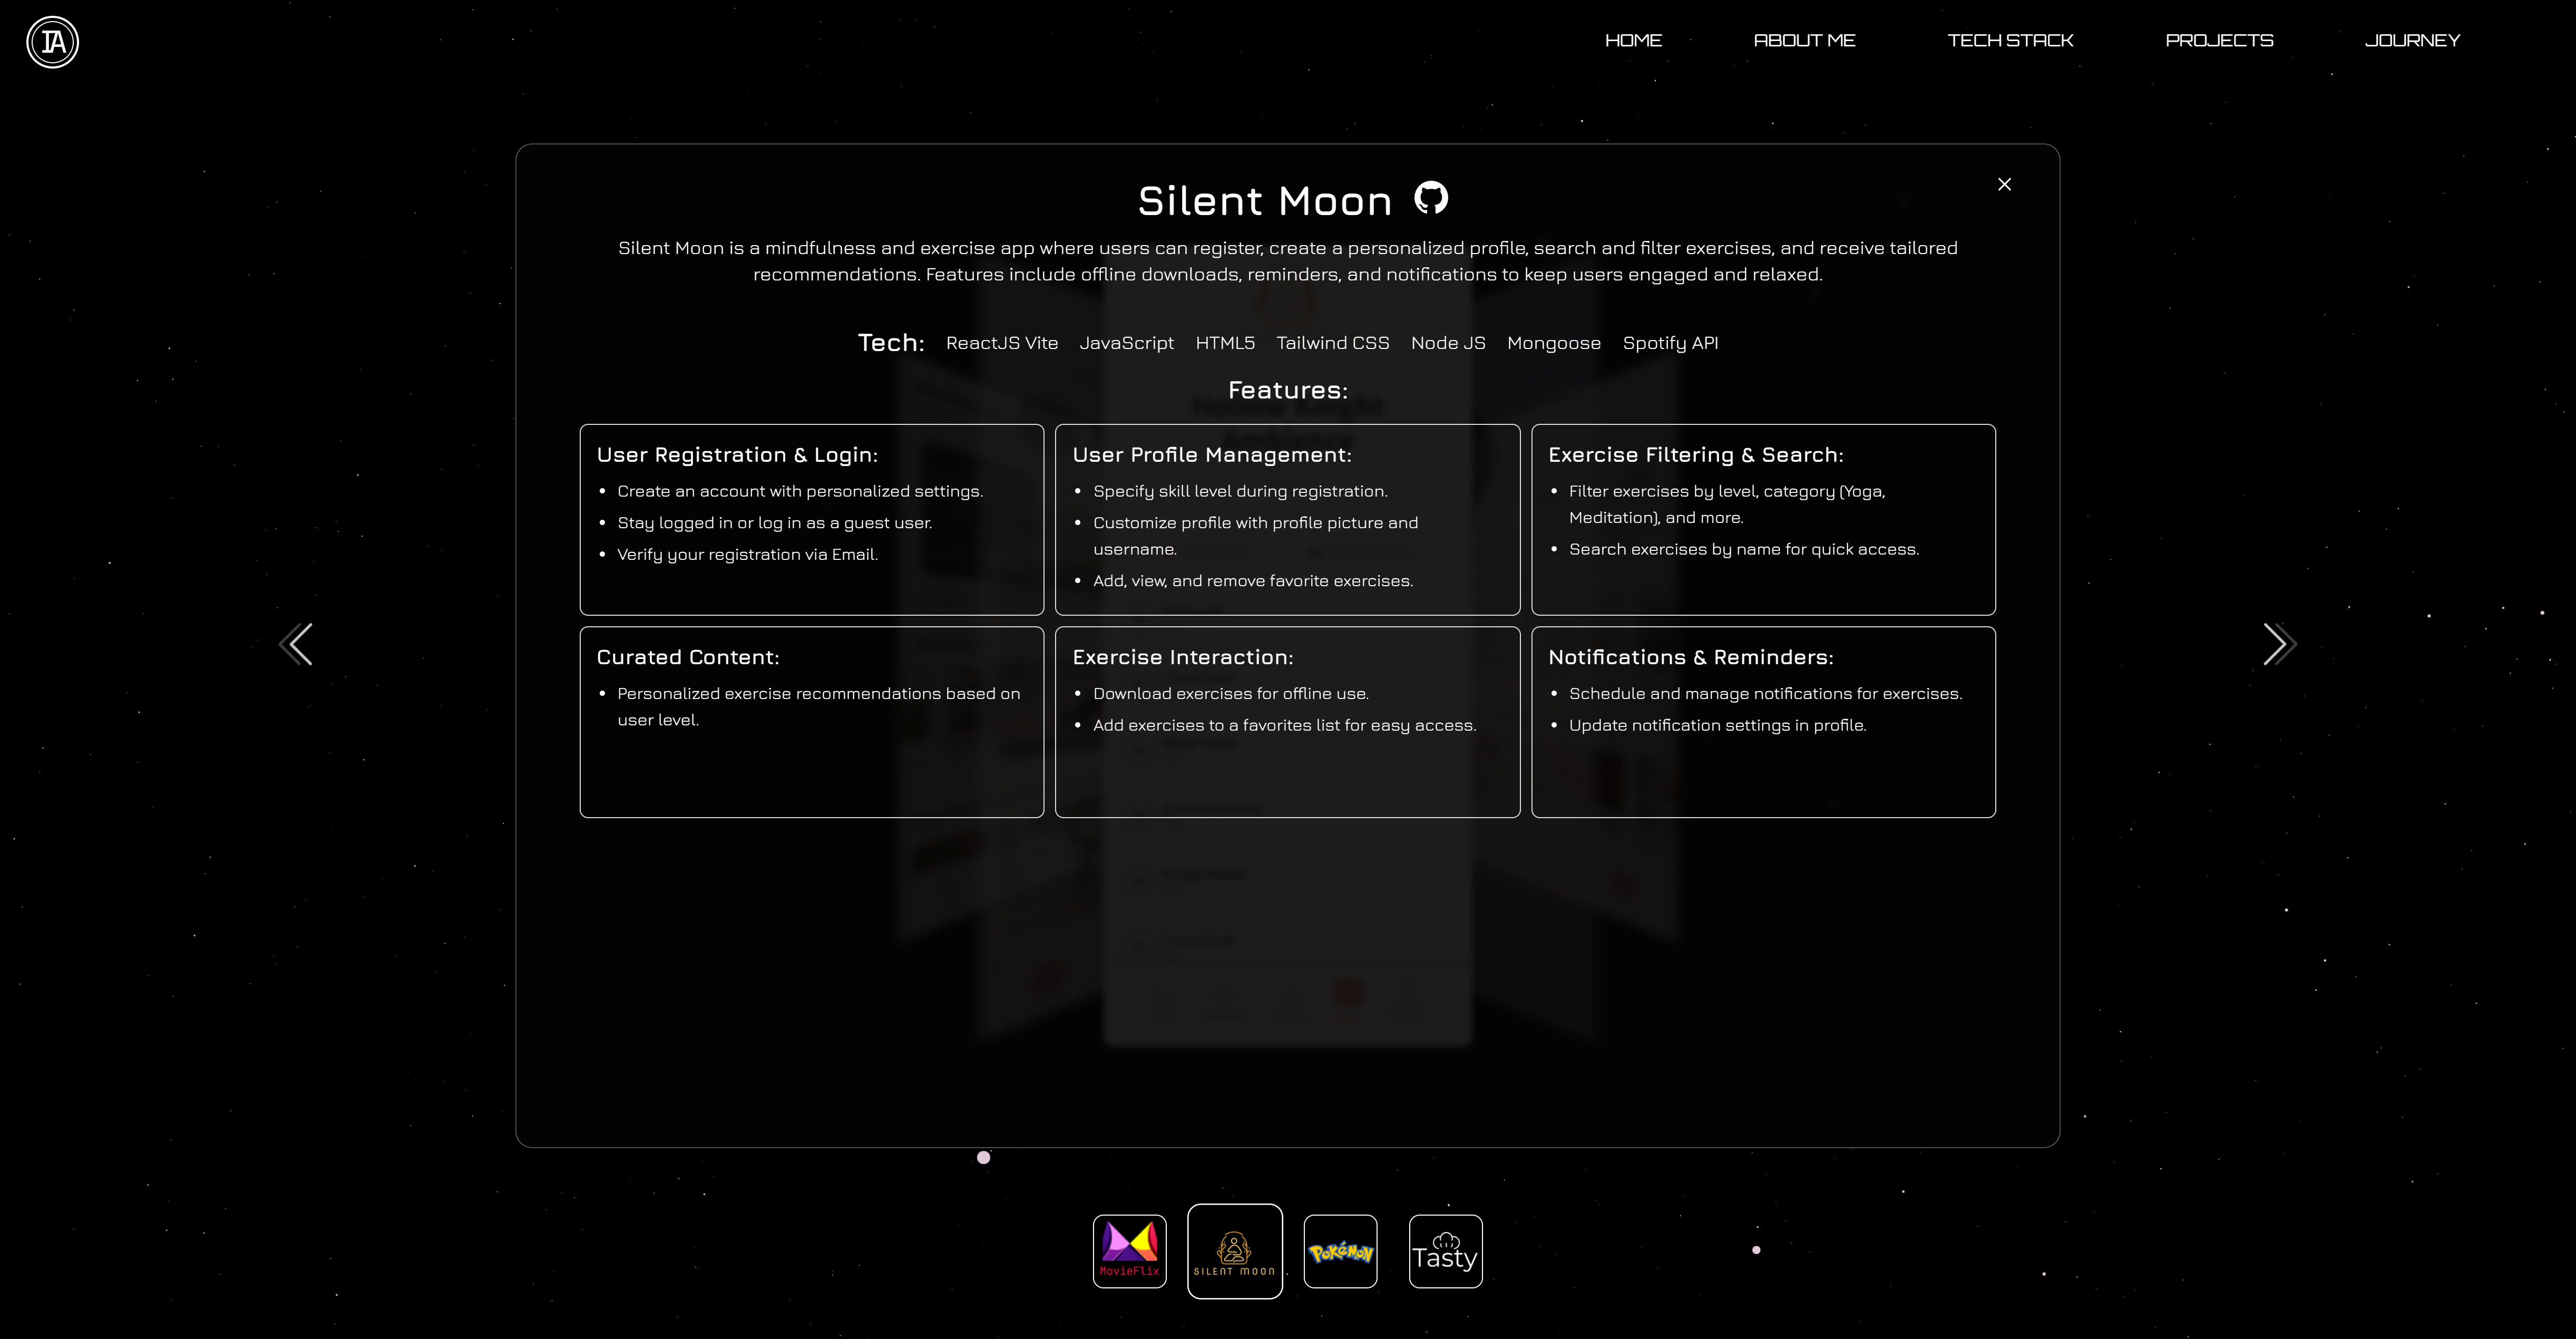 IA
HOME ABOUT ME TECH STACK PROJECTS JOURNEY
Silent Moon
Silent Moon is a mindfulness and exercise app where users can register, create a personalized profile, search and filter exercises, and receive tailored
recommendations. Features include offline downloads, reminders, and notifications to keep users engaged and relaxed.
Tech: ReactJS Vite JavaScript HTML5 Tailwind CSS Node JS Mongoose Spotify API
Features:
Hollow Knight
Ambience
User Registration & Login:
• Create an account with personalized settings.
• Stay logged in or log in as a guest user.
• Verify your registration via Email.
User Profile Management:
• Specify skill level during registration.
• Customize profile with profile picture and
username.
• Add, view, and remove favorite exercises.
Exercise Filtering & Search:
• Filter exercises by level, category (Yoga,
Meditation), and more.
• Search exercises by name for quick access.
Curated Content:
• Personalized exercise recommendations based on
user level.
Exercise Interaction:
• Download exercises for offline use.
• Add exercises to a favorites list for easy access.
Notifications & Reminders:
• Schedule and manage notifications for exercises.
• Update notification settings in profile.
MovieFlix
SILENT MOON
Pokémon
Tasty